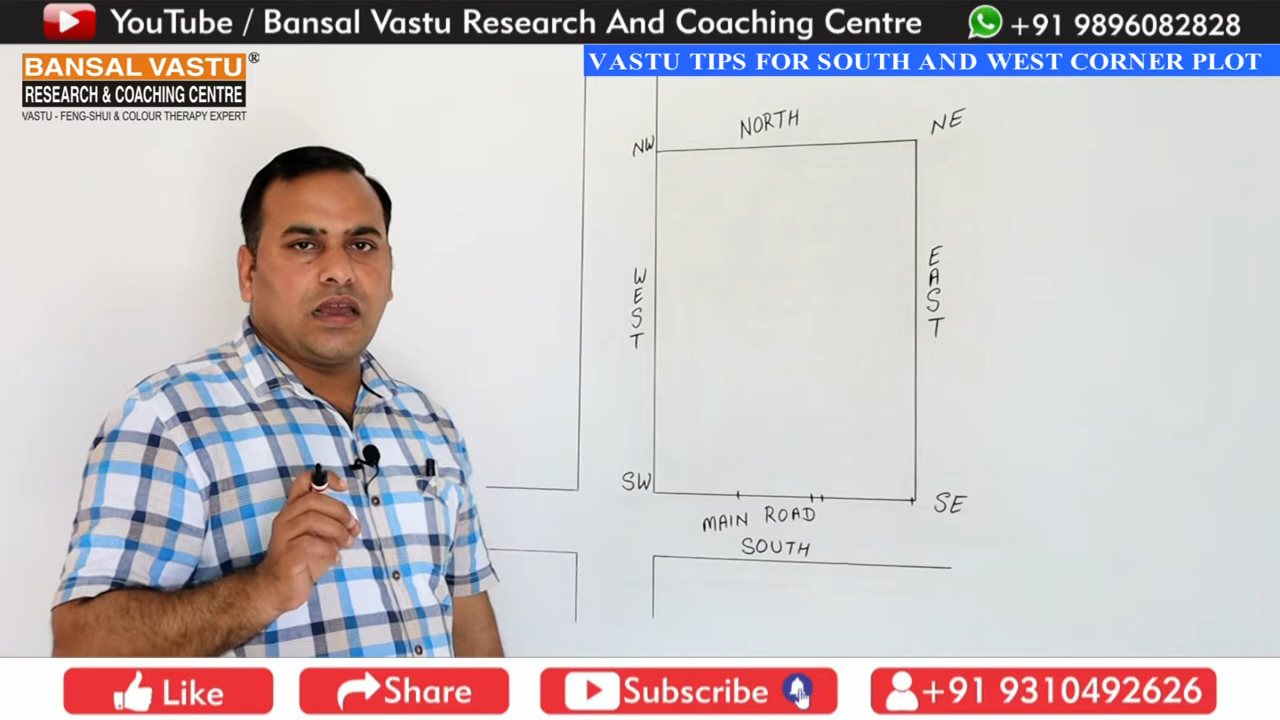 YouTube / Bansal Vastu Research And Coaching Centre +91 9896082828
BANSAL VASTU®
RESEARCH & COACHING CENTRE
VASTU - FENG-SHUI & COLOUR THERAPY EXPERT
VASTU TIPS FOR SOUTH AND WEST CORNER PLOT
NW NORTH NE
WEST
EAST
SW SE
MAIN ROAD
SOUTH
Like Share Subscribe +91 9310492626